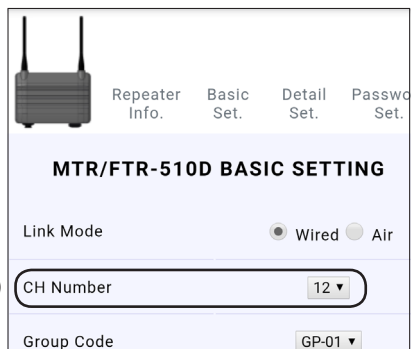 Repeater Basic Detail Passwo
Info. Set. Set. Set.
MTR/FTR-510D BASIC SETTING
Link Mode Wired Air
CH Number 12 ▼
Group Code GP-01 ▼